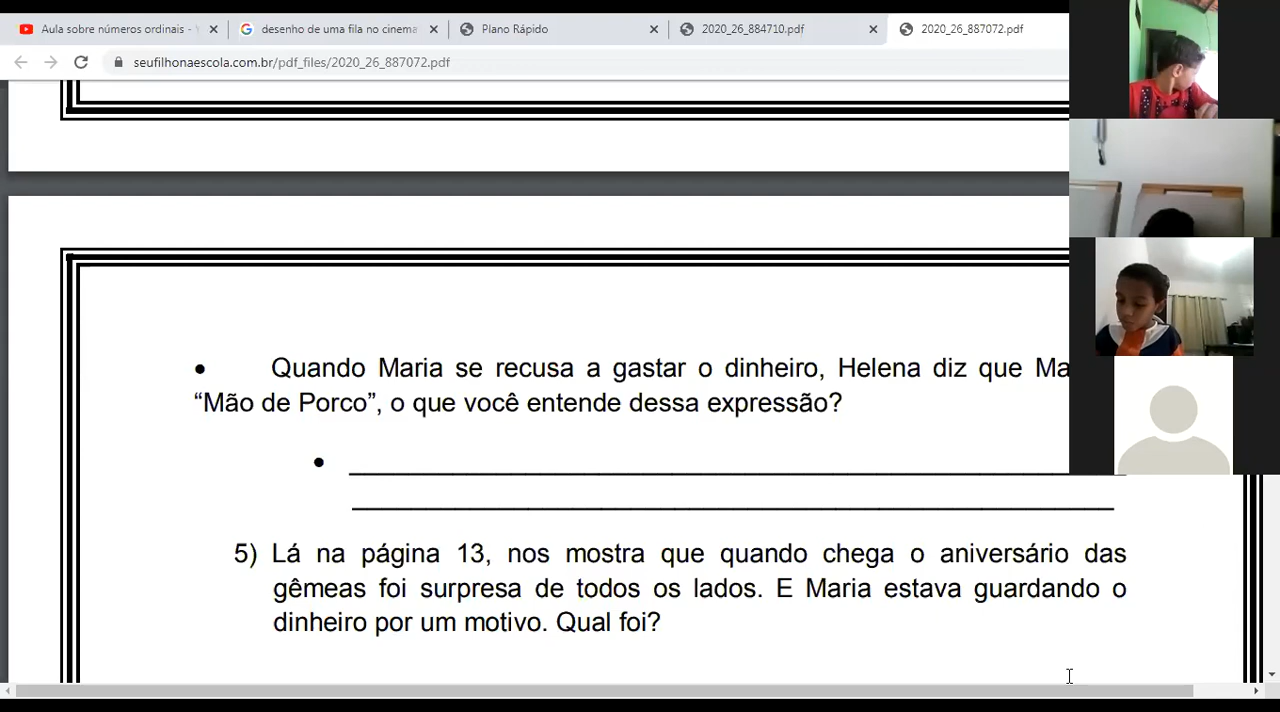 Aula sobre números ordinais - Y
desenho de uma fila no cinema
Plano Rápido
2020_26_884710.pdf
2020_26_887072.pdf
seufilhonaescola.com.br/pdf_files/2020_26_887072.pdf
• Quando Maria se recusa a gastar o dinheiro, Helena diz que Ma
“Mão de Porco”, o que você entende dessa expressão?
•
5) Lá na página 13, nos mostra que quando chega o aniversário das
gêmeas foi surpresa de todos os lados. E Maria estava guardando o
dinheiro por um motivo. Qual foi?